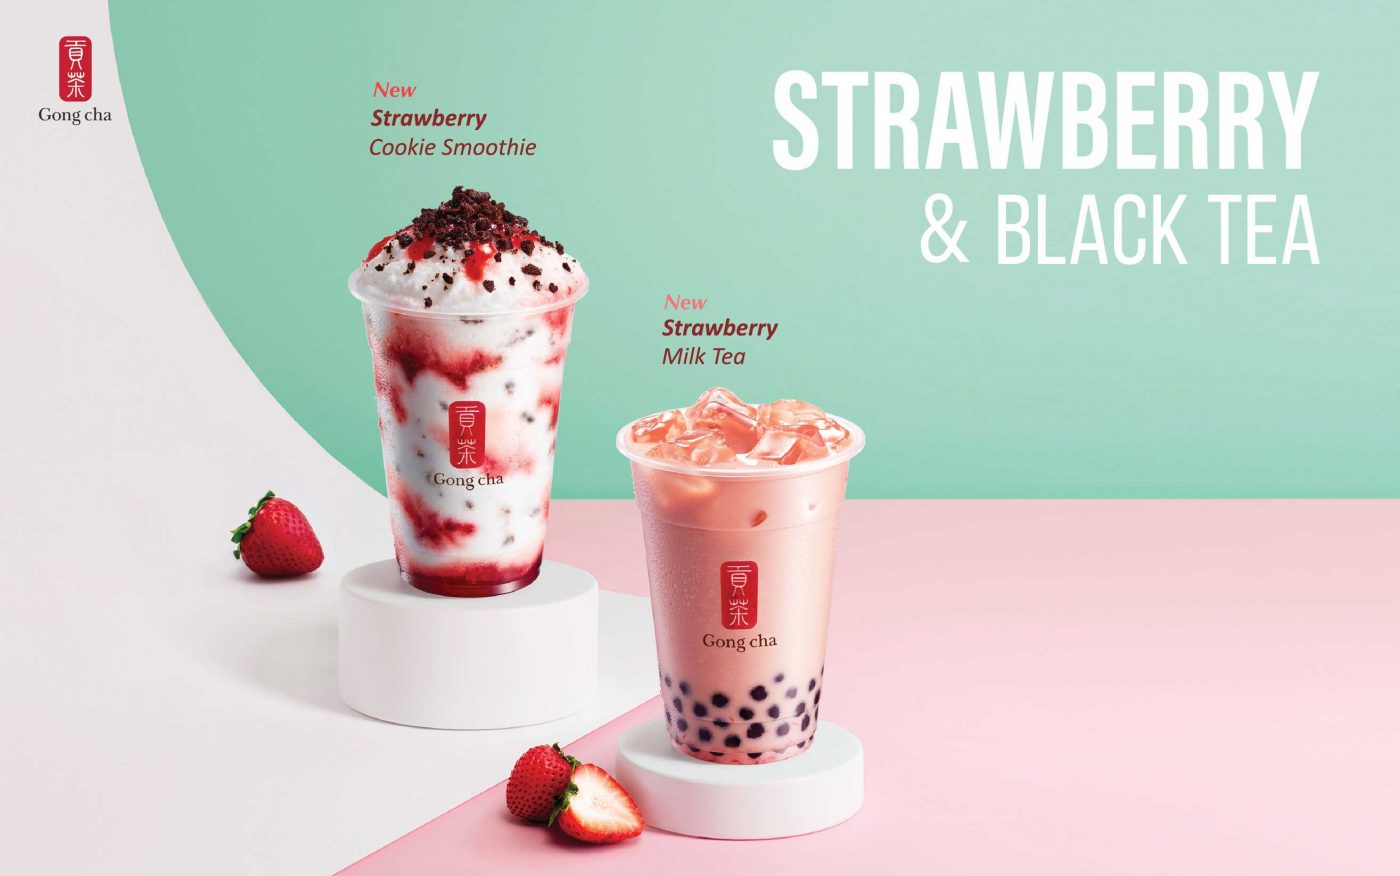 貢茶
Gong cha
STRAWBERRY
& BLACK TEA
New
Strawberry
Cookie Smoothie
貢茶
Gong cha
New
Strawberry
Milk Tea
貢茶
Gong cha